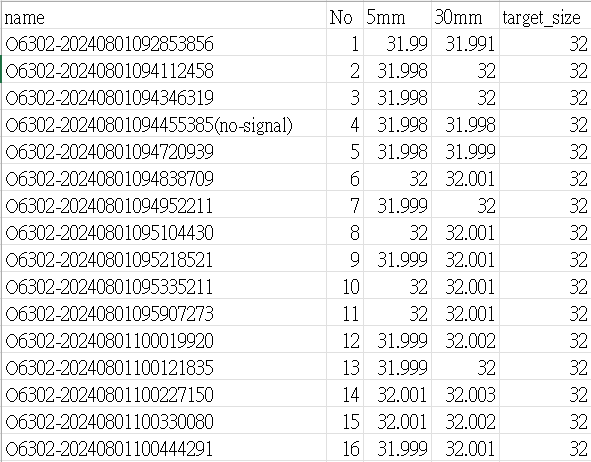 name No 5mm 30mm target_size
O6302-20240801092853856 1 31.99 31.991 32
O6302-20240801094112458 2 31.998 32 32
O6302-20240801094346319 3 31.998 32 32
O6302-20240801094455385(no-signal) 4 31.998 31.998 32
O6302-20240801094720939 5 31.998 31.999 32
O6302-20240801094838709 6 32 32.001 32
O6302-20240801094952211 7 31.999 32 32
O6302-20240801095104430 8 32 32.001 32
O6302-20240801095218521 9 31.999 32.001 32
O6302-20240801095335211 10 32 32.001 32
O6302-20240801095907273 11 32 32.001 32
O6302-20240801100019920 12 31.999 32.002 32
O6302-20240801100121835 13 31.999 32 32
O6302-20240801100227150 14 32.001 32.003 32
O6302-20240801100330080 15 32.001 32.002 32
O6302-20240801100444291 16 31.999 32.001 32